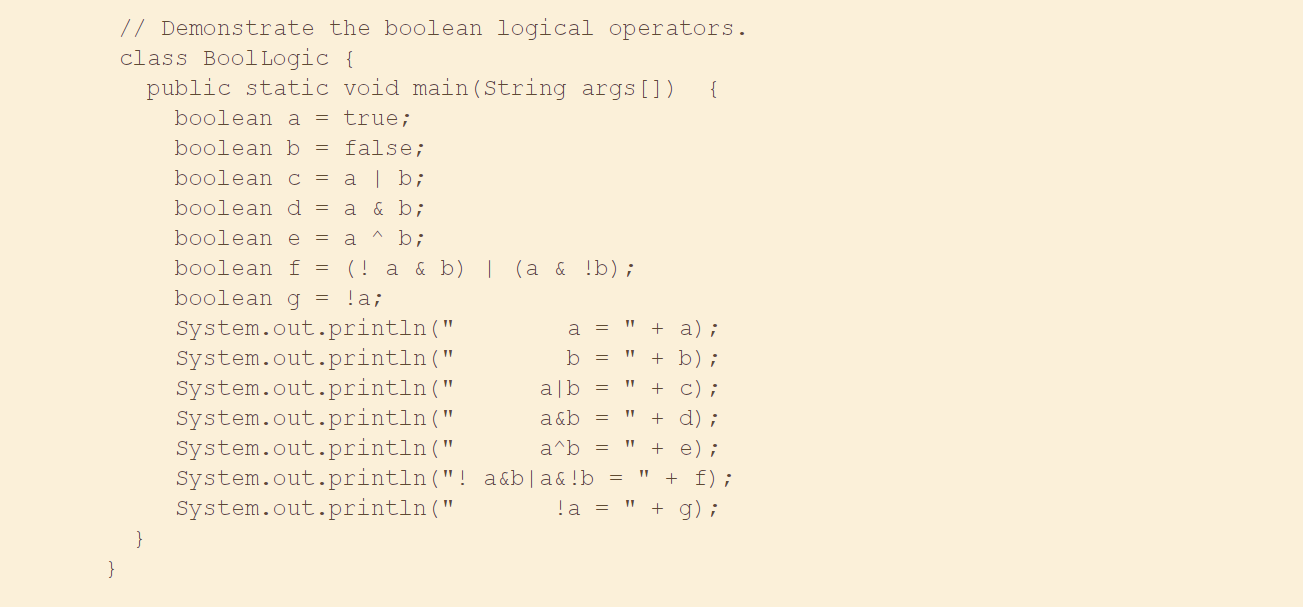 // Demonstrate the boolean logical operators.
class BoolLogic {
  public static void main(String args[])  {
    boolean a = true;
    boolean b = false;
    boolean c = a | b;
    boolean d = a & b;
    boolean e = a ^ b;
    boolean f = (! a & b) | (a & !b);
    boolean g = !a;
    System.out.println("        a = " + a);
    System.out.println("        b = " + b);
    System.out.println("      a|b = " + c);
    System.out.println("      a&b = " + d);
    System.out.println("      a^b = " + e);
    System.out.println("! a&b|a&!b = " + f);
    System.out.println("       !a = " + g);
  }
}